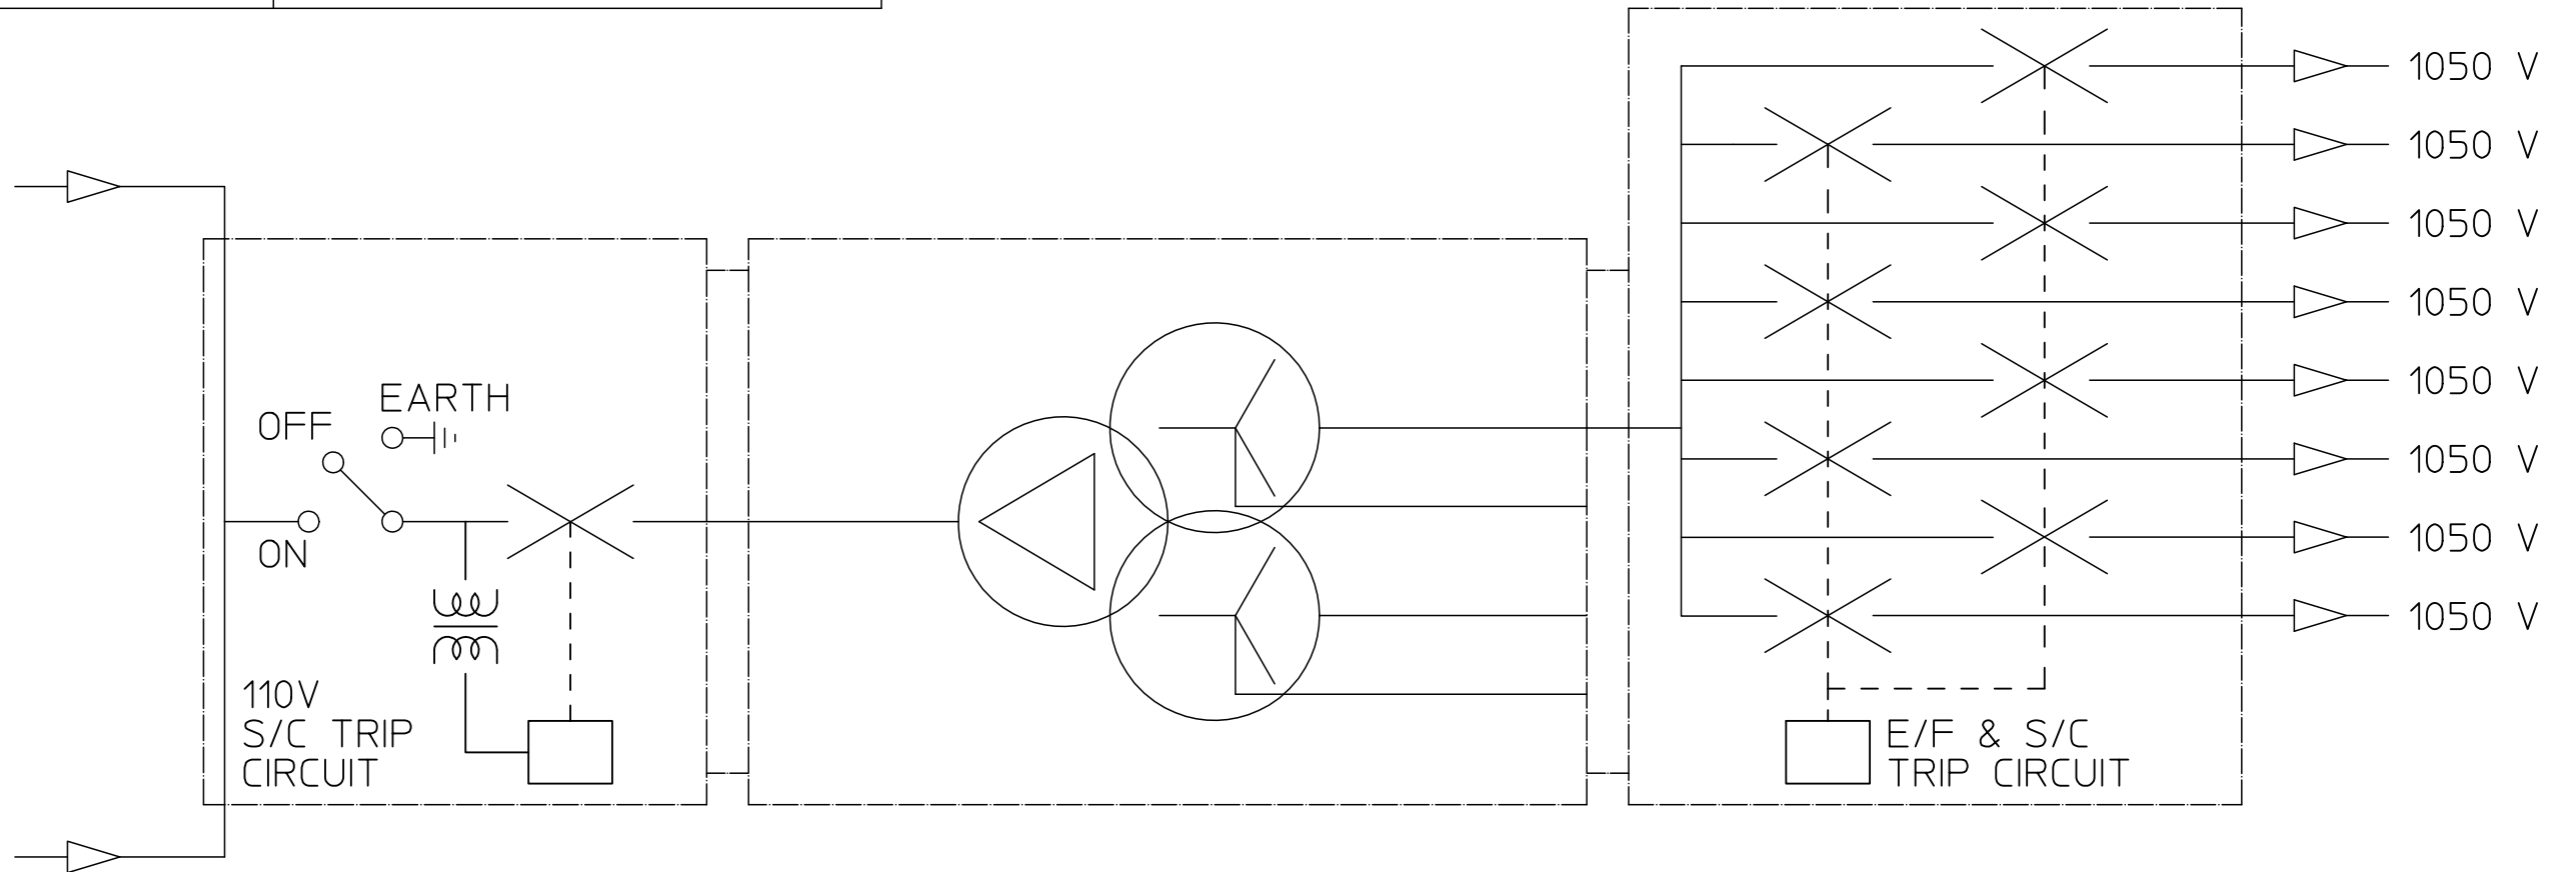 OFF
EARTH
ON
110V
S/C TRIP
CIRCUIT
E/F & S/C
TRIP CIRCUIT
1050 V
1050 V
1050 V
1050 V
1050 V
1050 V
1050 V
1050 V